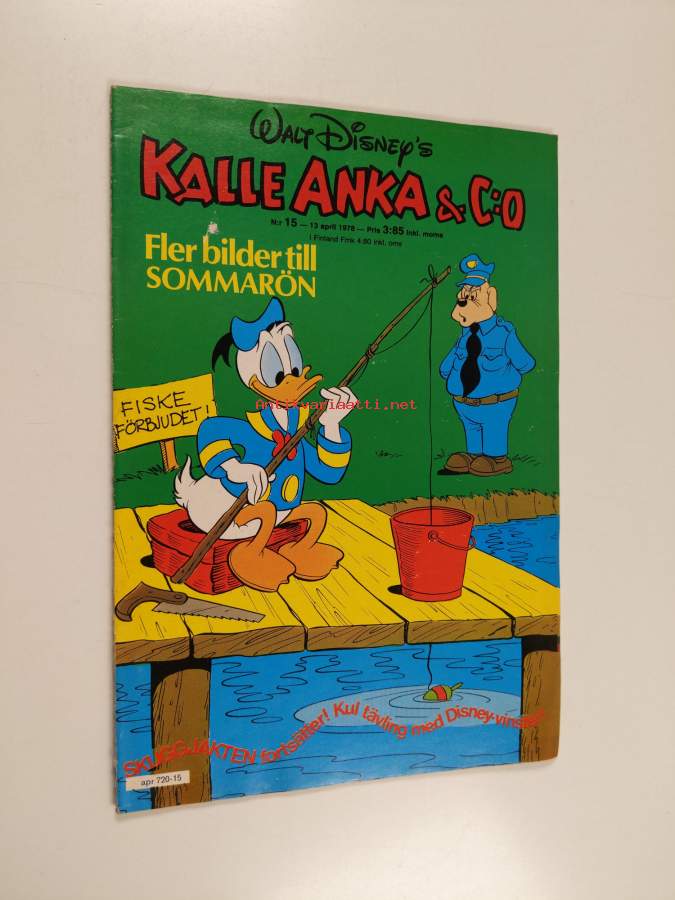 WALT DISNEY'S
KALLE ANKA & C:O
N:r 15 — 13 april 1978 — Pris 3:85 inkl. moms
i Finland Fmk 4:80 inkl. oms
Fler bilder till
SOMMARÖN
FISKE
FÖRBJUDET!
Antikvariaatti.net
SKUGGJAKTEN fortsätter! Kul tävling med Disney-vinster!
apr 720-15